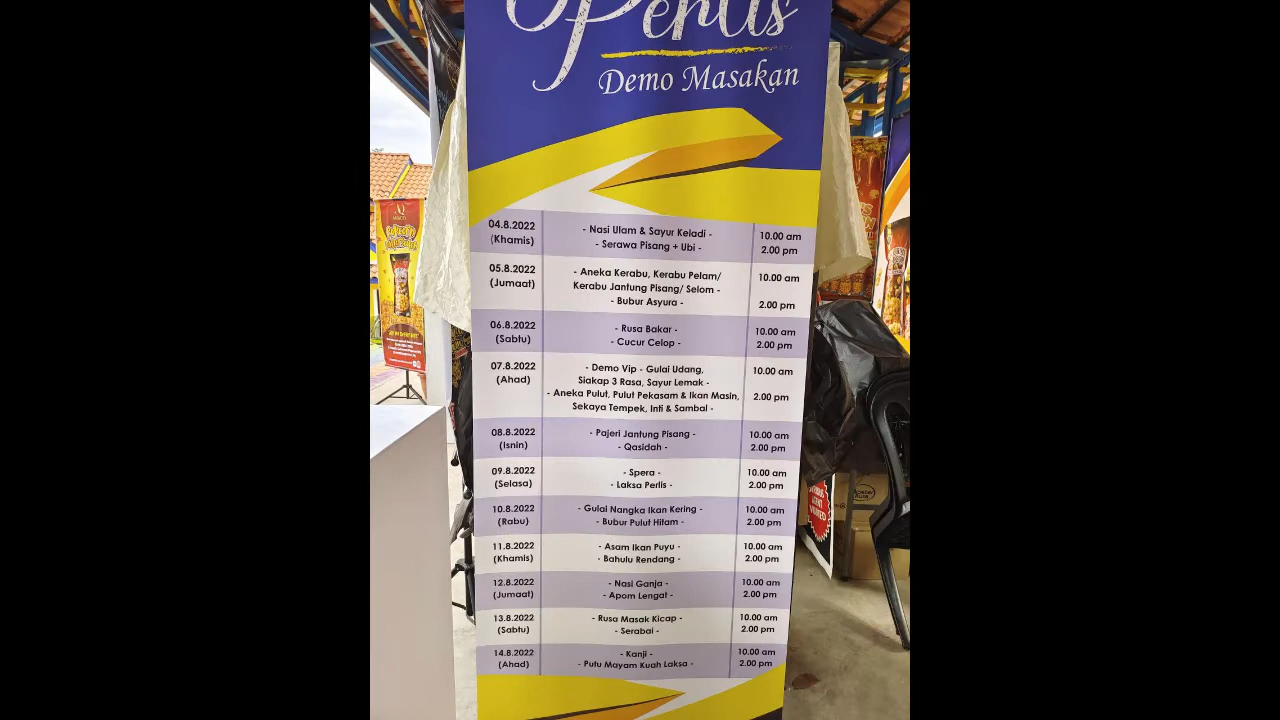 Perlis
Demo Masakan
04.8.2022
(Khamis)
- Nasi Ulam & Sayur Keladi -
- Serawa Pisang + Ubi -
10.00 am
2.00 pm
05.8.2022
(Jumaat)
- Aneka Kerabu, Kerabu Pelam/
Kerabu Jantung Pisang/ Selom -
- Bubur Asyura -
10.00 am
2.00 pm
06.8.2022
(Sabtu)
- Rusa Bakar -
- Cucur Celop -
10.00 am
2.00 pm
07.8.2022
(Ahad)
- Demo Vip - Gulai Udang,
Siakap 3 Rasa, Sayur Lemak -
- Aneka Pulut, Pulut Pekasam & Ikan Masin,
Sekaya Tempek, Inti & Sambal -
10.00 am
2.00 pm
08.8.2022
(Isnin)
- Pajeri Jantung Pisang -
- Qasidah -
10.00 am
2.00 pm
09.8.2022
(Selasa)
- Spera -
- Laksa Perlis -
10.00 am
2.00 pm
10.8.2022
(Rabu)
- Gulai Nangka Ikan Kering -
- Bubur Pulut Hitam -
10.00 am
2.00 pm
11.8.2022
(Khamis)
- Asam Ikan Puyu -
- Bahulu Rendang -
10.00 am
2.00 pm
12.8.2022
(Jumaat)
- Nasi Ganja -
- Apom Lengat -
10.00 am
2.00 pm
13.8.2022
(Sabtu)
- Rusa Masak Kicap -
- Serabai -
10.00 am
2.00 pm
14.8.2022
(Ahad)
- Kanji -
- Putu Mayam Kuah Laksa -
10.00 am
2.00 pm